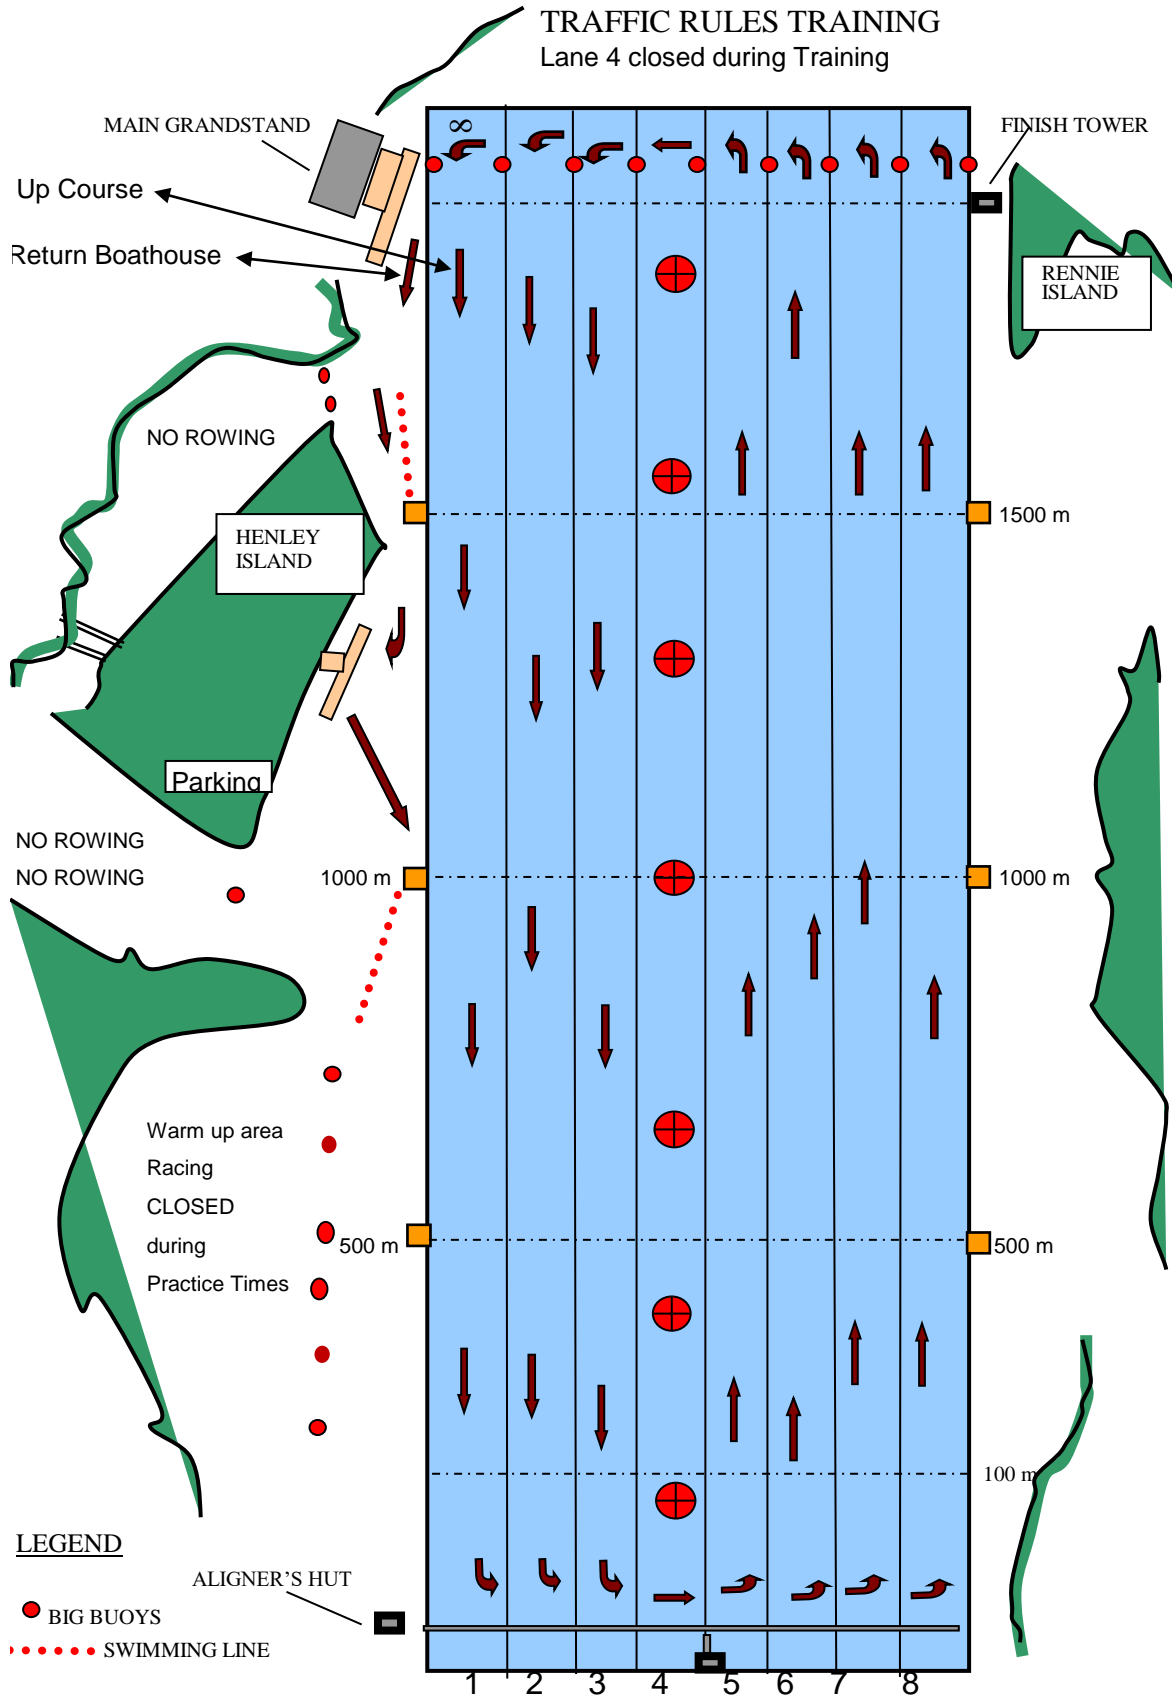 TRAFFIC RULES TRAINING
Lane 4 closed during Training
MAIN GRANDSTAND
∞
FINISH TOWER
Up Course
Return Boathouse
RENNIE
ISLAND
NO ROWING
HENLEY
ISLAND
1500 m
Parking
NO ROWING
NO ROWING
1000 m
1000 m
Warm up area
Racing
CLOSED
during
Practice Times
500 m
500 m
100 m
LEGEND
ALIGNER'S HUT
BIG BUOYS
SWIMMING LINE
1 2 3 4 5 6 7 8